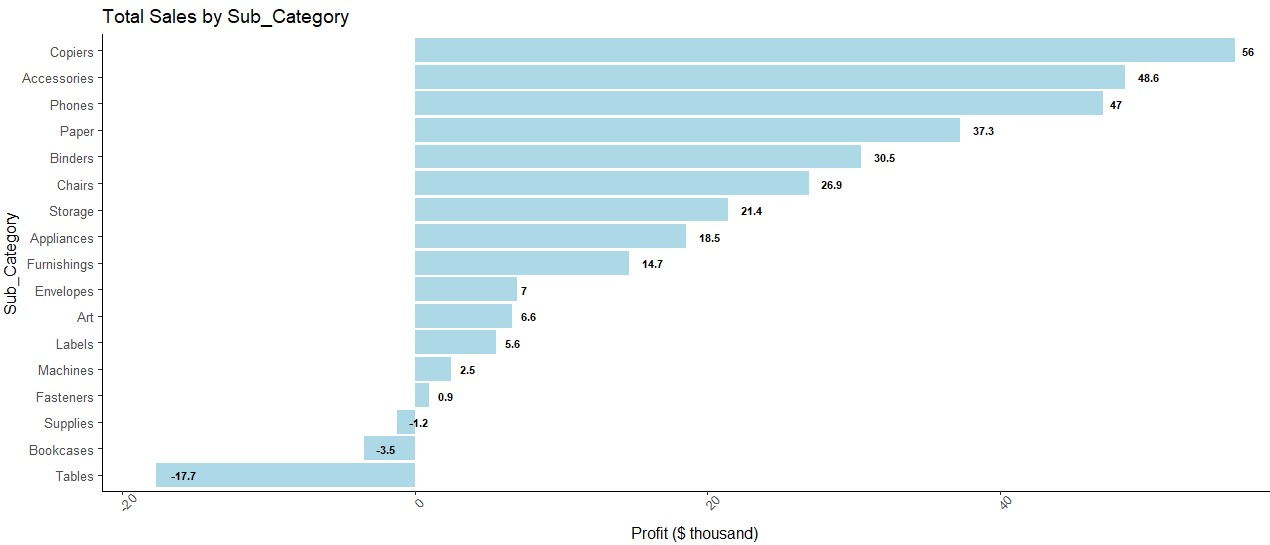 Total Sales by Sub_Category
Sub_Category
Copiers 56
Accessories 48.6
Phones 47
Paper 37.3
Binders 30.5
Chairs 26.9
Storage 21.4
Appliances 18.5
Furnishings 14.7
Envelopes 7
Art 6.6
Labels 5.6
Machines 2.5
Fasteners 0.9
Supplies -1.2
Bookcases -3.5
Tables -17.7
-20 0 20 40
Profit ($ thousand)